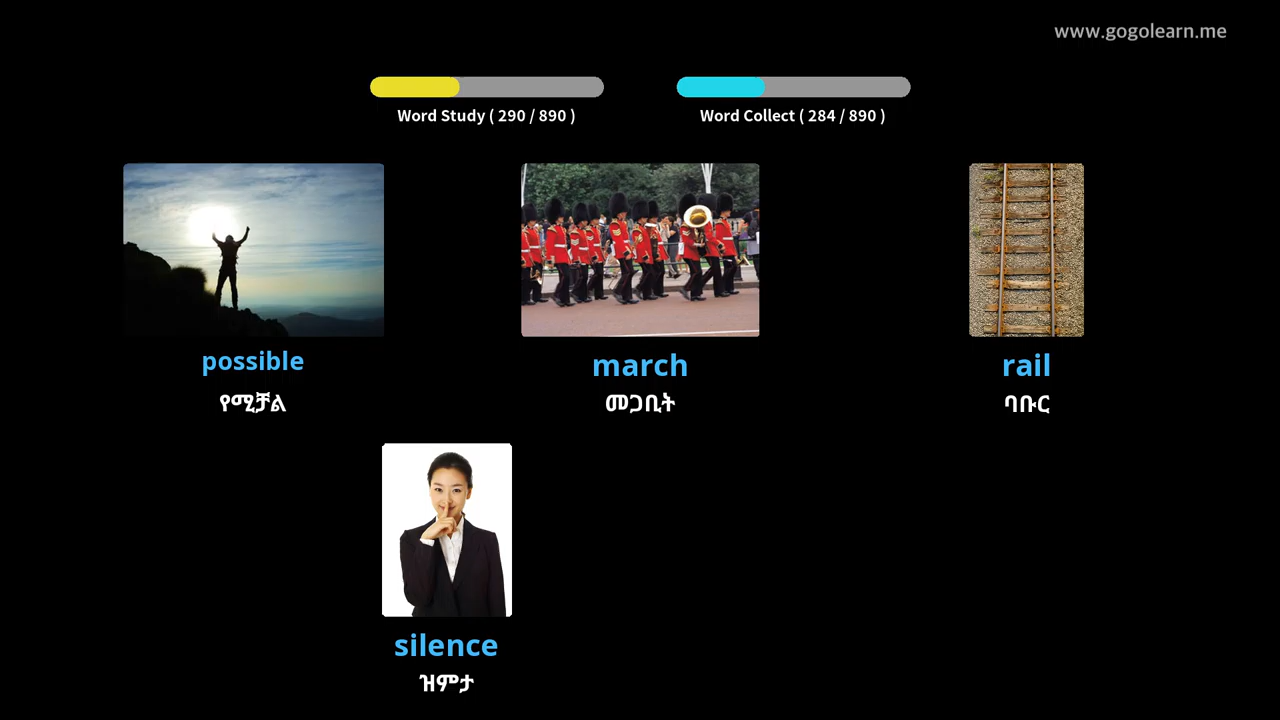 www.gogolearn.me
Word Study ( 290 / 890 )
Word Collect ( 284 / 890 )
possible
የሚቻል
march
መጋቢት
rail
ባቡር
silence
ዝምታ